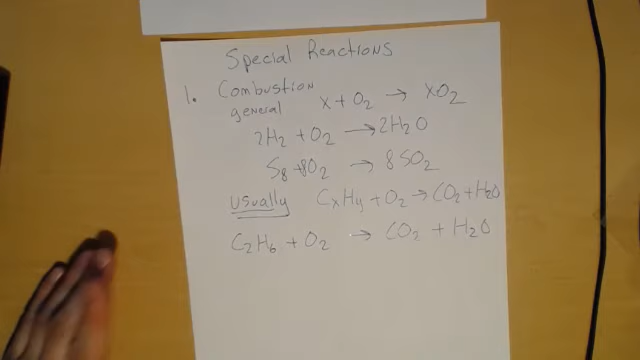 Special Reactions
1. Combustion
general X + O₂ → XO₂
2H₂ + O₂ → 2H₂O
S₈ + 8O₂ → 8SO₂
usually CxHy + O₂ → CO₂ + H₂O
C₂H₆ + O₂ → CO₂ + H₂O